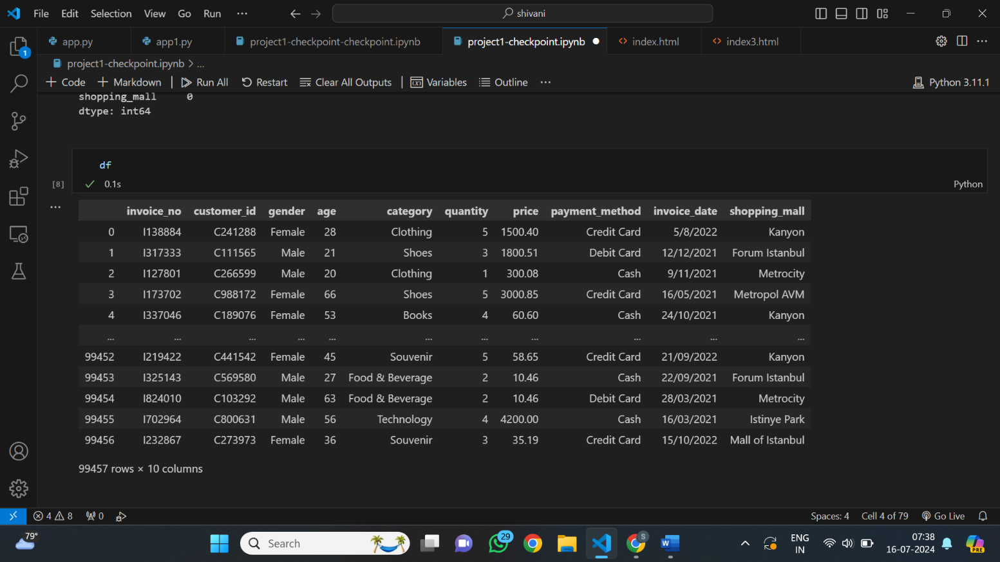 File Edit Selection View Go Run ··· shivani
1
app.py app1.py project1-checkpoint-checkpoint.ipynb project1-checkpoint.ipynb index.html index3.html
project1-checkpoint.ipynb > ...
+ Code + Markdown | Run All Restart Clear All Outputs | Variables Outline ··· Python 3.11.1
shopping_mall 0
dtype: int64
df
[8] 0.1s Python
invoice_no customer_id gender age category quantity price payment_method invoice_date shopping_mall
0 I138884 C241288 Female 28 Clothing 5 1500.40 Credit Card 5/8/2022 Kanyon
1 I317333 C111565 Male 21 Shoes 3 1800.51 Debit Card 12/12/2021 Forum Istanbul
2 I127801 C266599 Male 20 Clothing 1 300.08 Cash 9/11/2021 Metrocity
3 I173702 C988172 Female 66 Shoes 5 3000.85 Credit Card 16/05/2021 Metropol AVM
4 I337046 C189076 Female 53 Books 4 60.60 Cash 24/10/2021 Kanyon
... ... ... ... ... ... ... ... ... ... ...
99452 I219422 C441542 Female 45 Souvenir 5 58.65 Credit Card 21/09/2022 Kanyon
99453 I325143 C569580 Male 27 Food & Beverage 2 10.46 Cash 22/09/2021 Forum Istanbul
99454 I824010 C103292 Male 63 Food & Beverage 2 10.46 Debit Card 28/03/2021 Metrocity
99455 I702964 C800631 Male 56 Technology 4 4200.00 Cash 16/03/2021 Istinye Park
99456 I232867 C273973 Female 36 Souvenir 3 35.19 Credit Card 15/10/2022 Mall of Istanbul
99457 rows × 10 columns
4 8 0 Spaces: 4 Cell 4 of 79 Go Live
79° Search 29 S W ENG 07:38
IN 16-07-2024 PRE